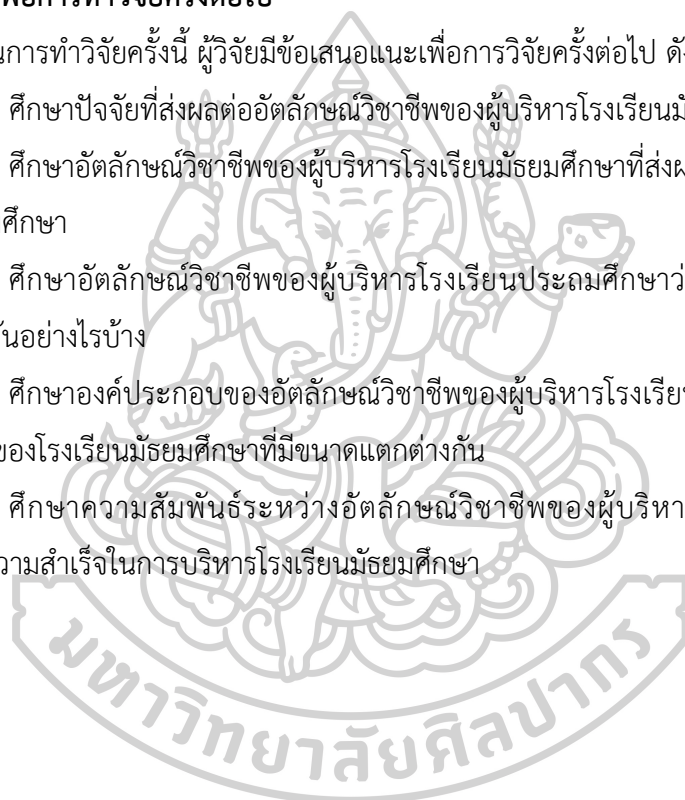 นการทำวิจัยครั้งนี้ ผู้วิจัยมีข้อเสนอแนะเพื่อการวิจัยครั้งต่อไป ดั
ศึกษาปัจจัยที่ส่งผลต่ออัตลักษณ์วิชาชีพของผู้บริหารโรงเรียนมั
ศึกษาอัตลักษณ์วิชาชีพของผู้บริหารโรงเรียนมัธยมศึกษาที่ส่งผ
ศึกษา
ศึกษาอัตลักษณ์วิชาชีพของผู้บริหารโรงเรียนประถมศึกษาว่
ันอย่างไรบ้าง
ศึกษาองค์ประกอบของอัตลักษณ์วิชาชีพของผู้บริหารโรงเรีย
ของโรงเรียนมัธยมศึกษาที่มีขนาดแตกต่างกัน
ศึกษาความสัมพันธ์ระหว่างอัตลักษณ์วิชาชีพของผู้บริหา
วามสำเร็จในการบริหารโรงเรียนมัธยมศึกษา
มหาวิทยาลัยศิลปากร